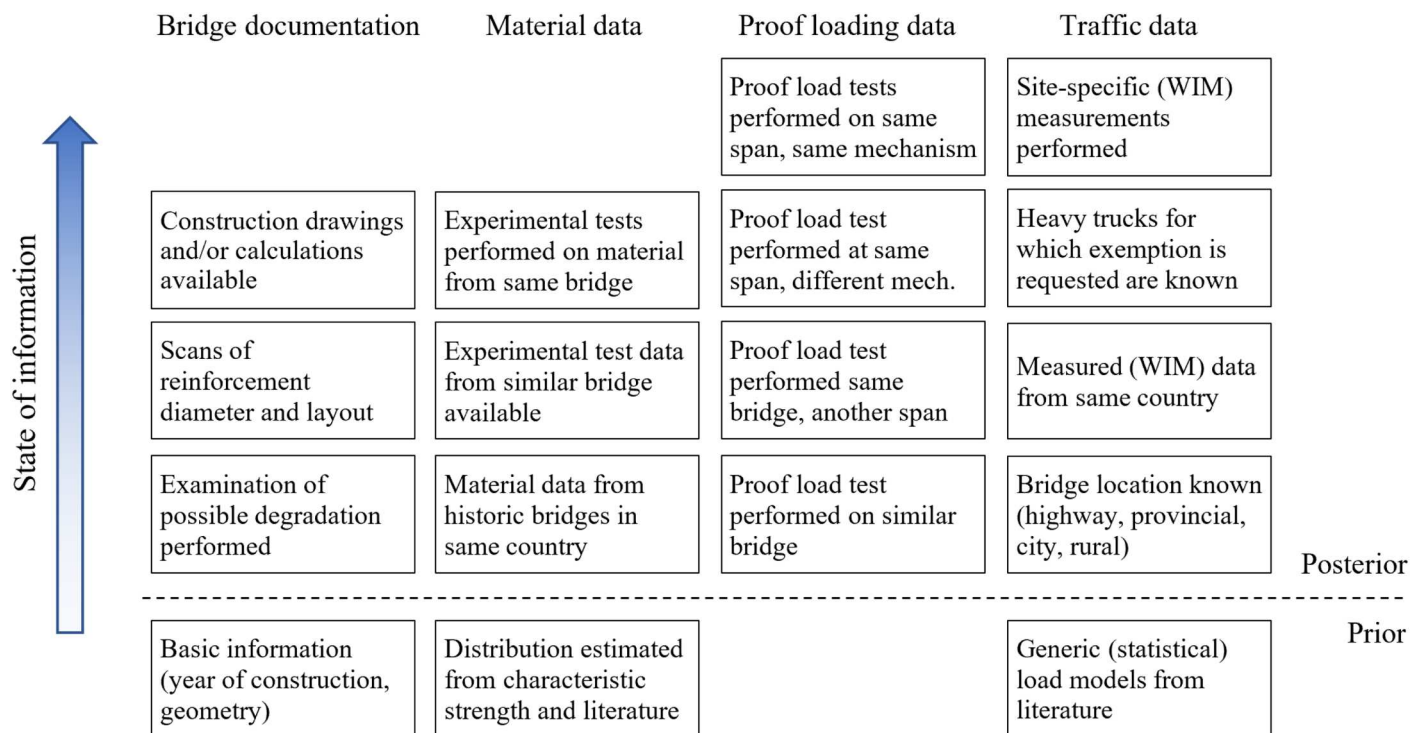 Bridge documentation
Material data
Proof loading data
Traffic data
State of information
Proof load tests
performed on same
span, same mechanism
Site-specific (WIM)
measurements
performed
Construction drawings
and/or calculations
available
Experimental tests
performed on material
from same bridge
Proof load test
performed at same
span, different mech.
Heavy trucks for
which exemption is
requested are known
Scans of
reinforcement
diameter and layout
Experimental test data
from similar bridge
available
Proof load test
performed same
bridge, another span
Measured (WIM) data
from same country
Examination of
possible degradation
performed
Material data from
historic bridges in
same country
Proof load test
performed on similar
bridge
Bridge location known
(highway, provincial,
city, rural)
Posterior
Prior
Basic information
(year of construction,
geometry)
Distribution estimated
from characteristic
strength and literature
Generic (statistical)
load models from
literature